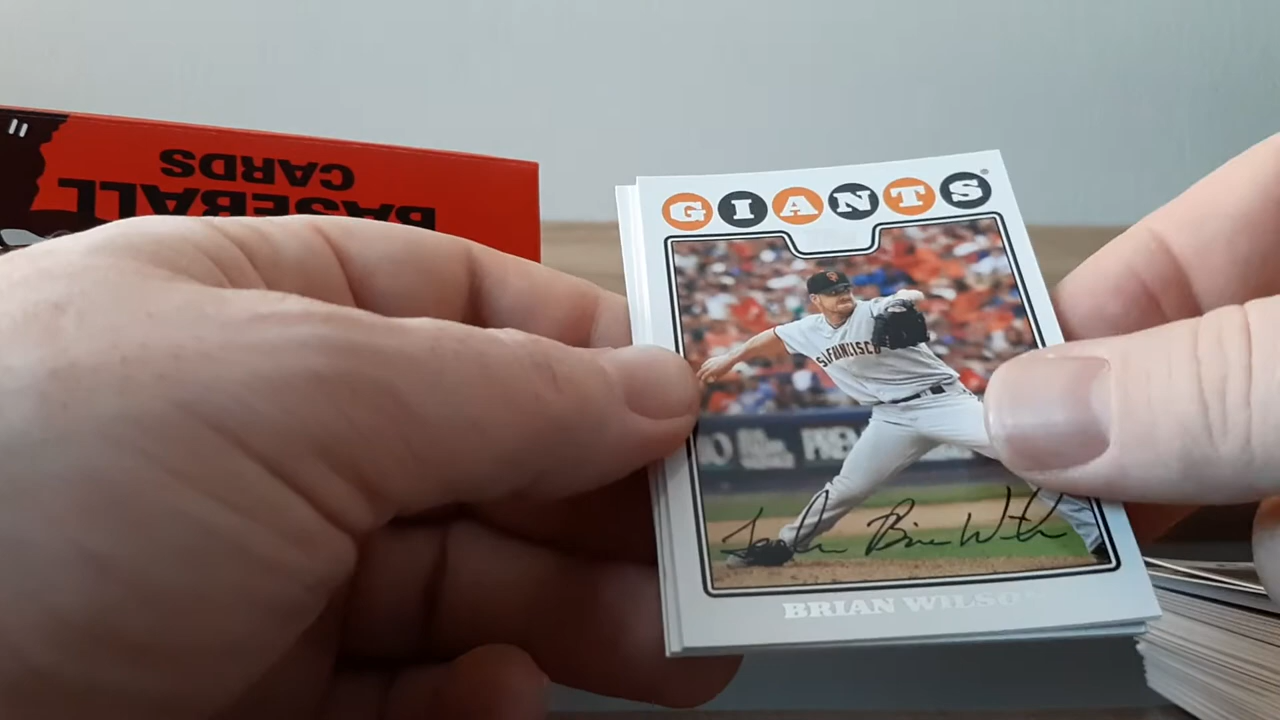 BASEBALL
CARDS
GIANTS®
SAN FRANCISCO
BRIAN WILSON